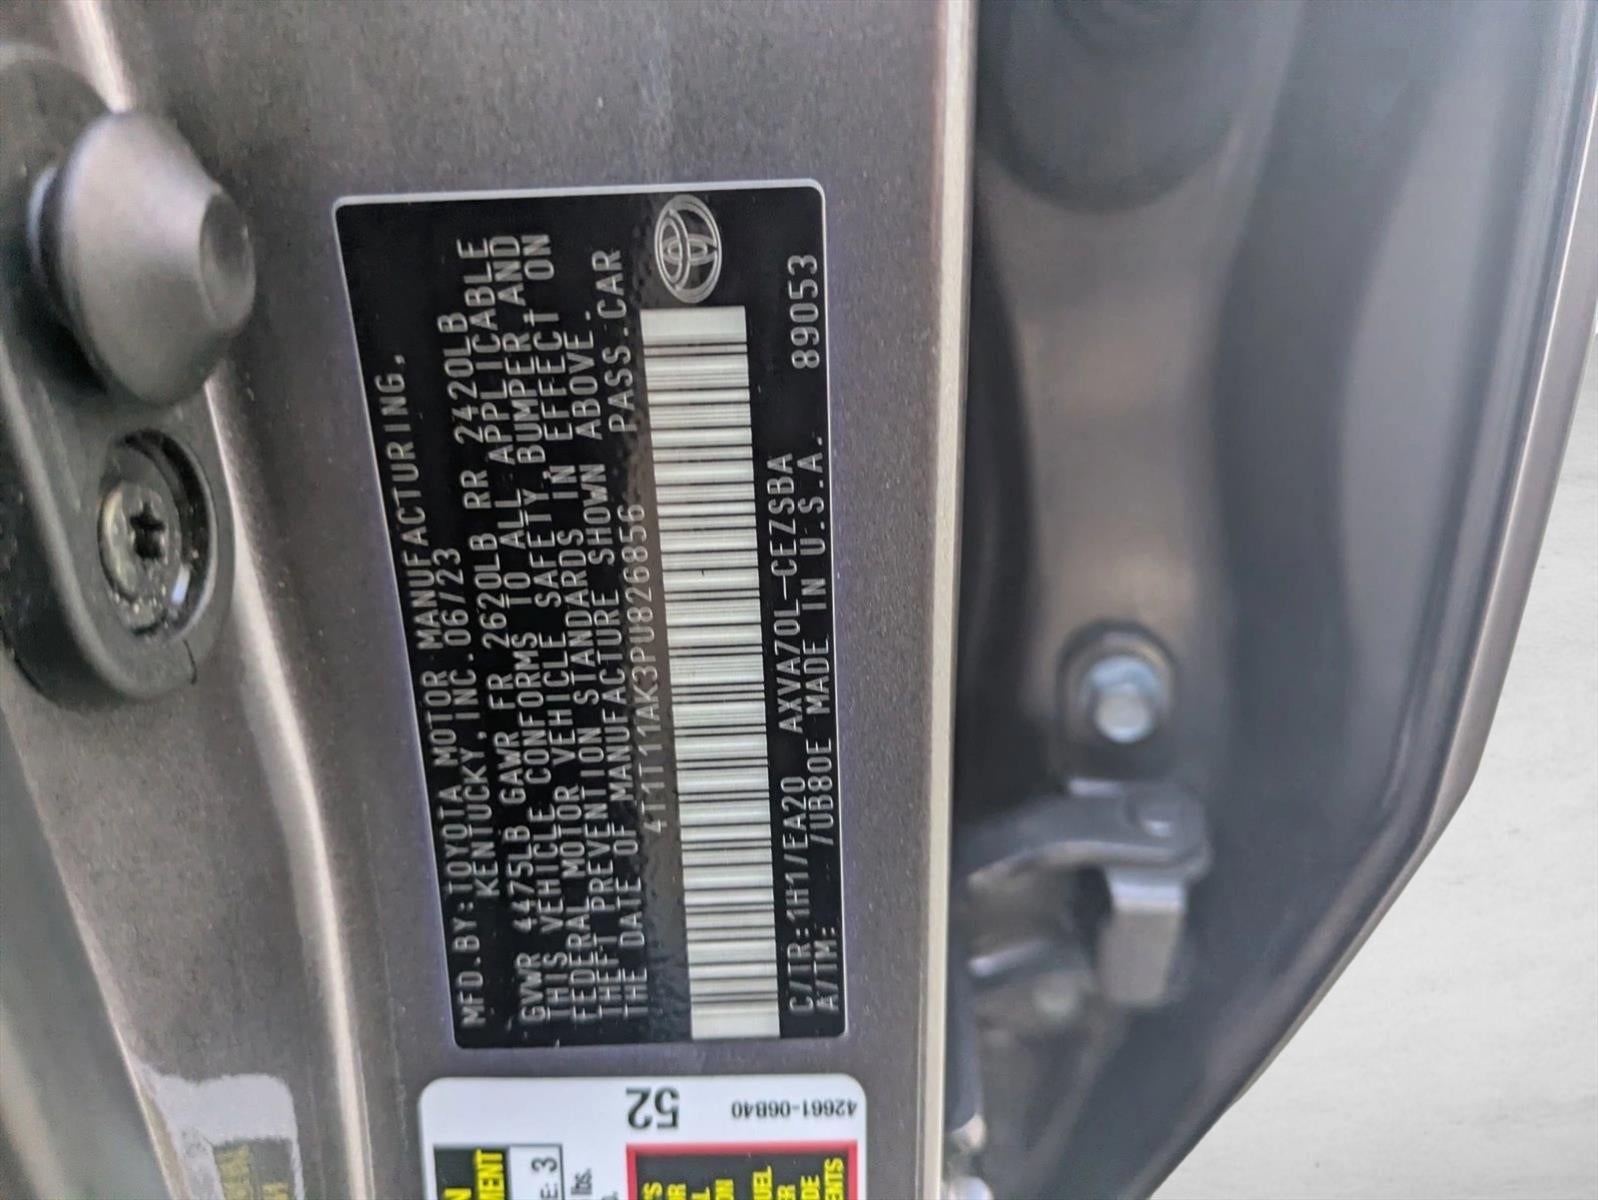 MFD.BY:TOYOTA MOTOR MANUFACTURING,
KENTUCKY,INC.06/23
GVWR 4475LB GAWR FR 2620LB RR 2420LB
THIS VEHICLE CONFORMS TO ALL APPLICABLE
FEDERAL MOTOR VEHICLE SAFETY,BUMPER,AND
THEFT PREVENTION STANDARDS IN EFFECT ON
THE DATE OF MANUFACTURE SHOWN ABOVE.
4T1T11AK3PU826856 PASS.CAR
C/TR:1H1/EA20 AXVA70L-CEZSBA 89053
A/TM: /UB80E MADE IN U.S.A.
52
42661-06B40